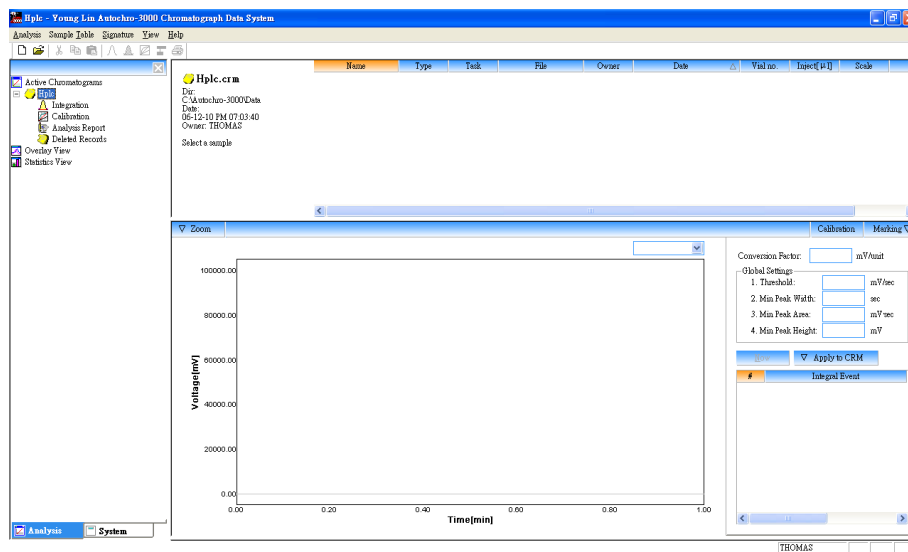 Hplc - Young Lin Autochro-3000 Chromatograph Data System
Analysis Sample Table Signature View Help
Active Chromatograms
Hplc
Integration
Calibration
Analysis Report
Deleted Records
Overlay View
Statistics View
Analysis System
Hplc.crm
Dir:
C:\Autochro-3000\Data
Date:
06-12-10 PM 07:03:40
Owner: THOMAS
Select a sample
Name Type Task File Owner Date Vial no. Inject[μl] Scale
Zoom Calibration Marking
100000.00
80000.00
60000.00
40000.00
20000.00
0.00
Voltage[mV]
0.00 0.20 0.40 0.60 0.80 1.00
Time[min]
Conversion Factor: mV/unit
Global Settings
1. Threshold: mV/sec
2. Min Peak Width: sec
3. Min Peak Area: mV·sec
4. Min Peak Height: mV
Apply to CRM
# Integral Event
THOMAS